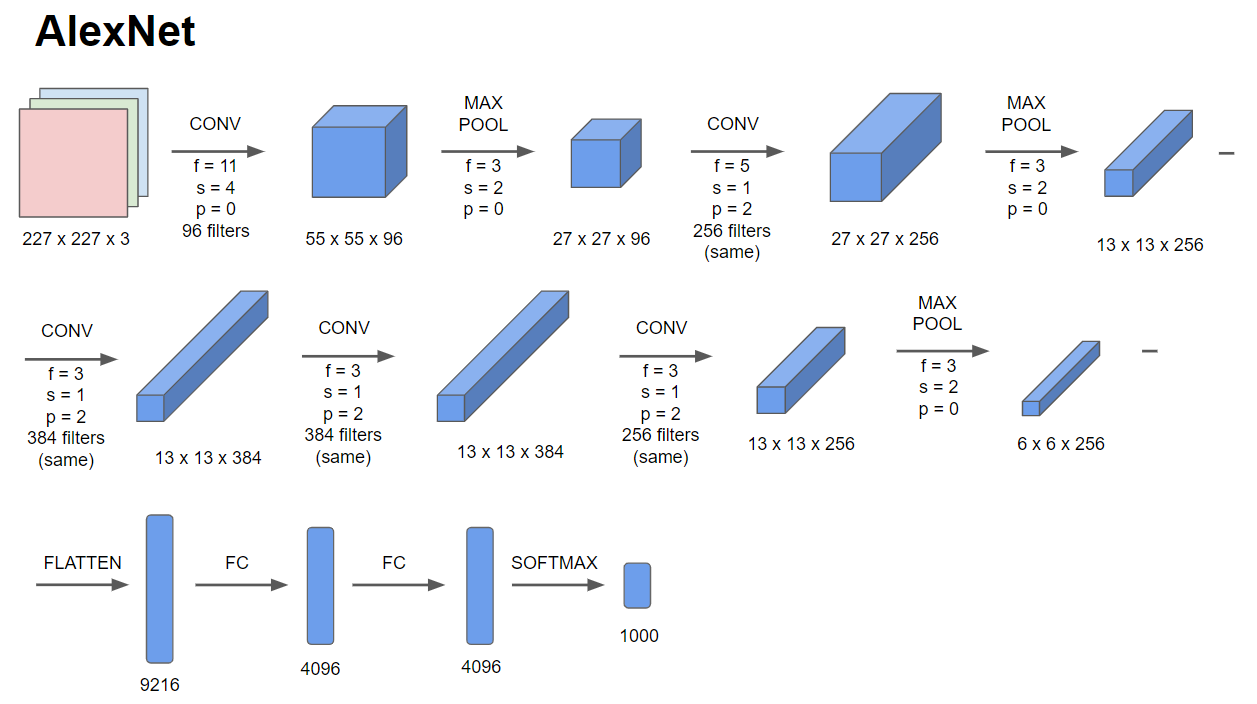 AlexNet
CONV
f = 11
s = 4
p = 0
96 filters
227 x 227 x 3
55 x 55 x 96
MAX
POOL
f = 3
s = 2
p = 0
27 x 27 x 96
CONV
f = 5
s = 1
p = 2
256 filters
(same)
27 x 27 x 256
MAX
POOL
f = 3
s = 2
p = 0
13 x 13 x 256
CONV
f = 3
s = 1
p = 2
384 filters
(same)
13 x 13 x 384
CONV
f = 3
s = 1
p = 2
384 filters
(same)
13 x 13 x 384
CONV
f = 3
s = 1
p = 2
256 filters
(same)
13 x 13 x 256
MAX
POOL
f = 3
s = 2
p = 0
6 x 6 x 256
FLATTEN
9216
FC
4096
FC
4096
SOFTMAX
1000